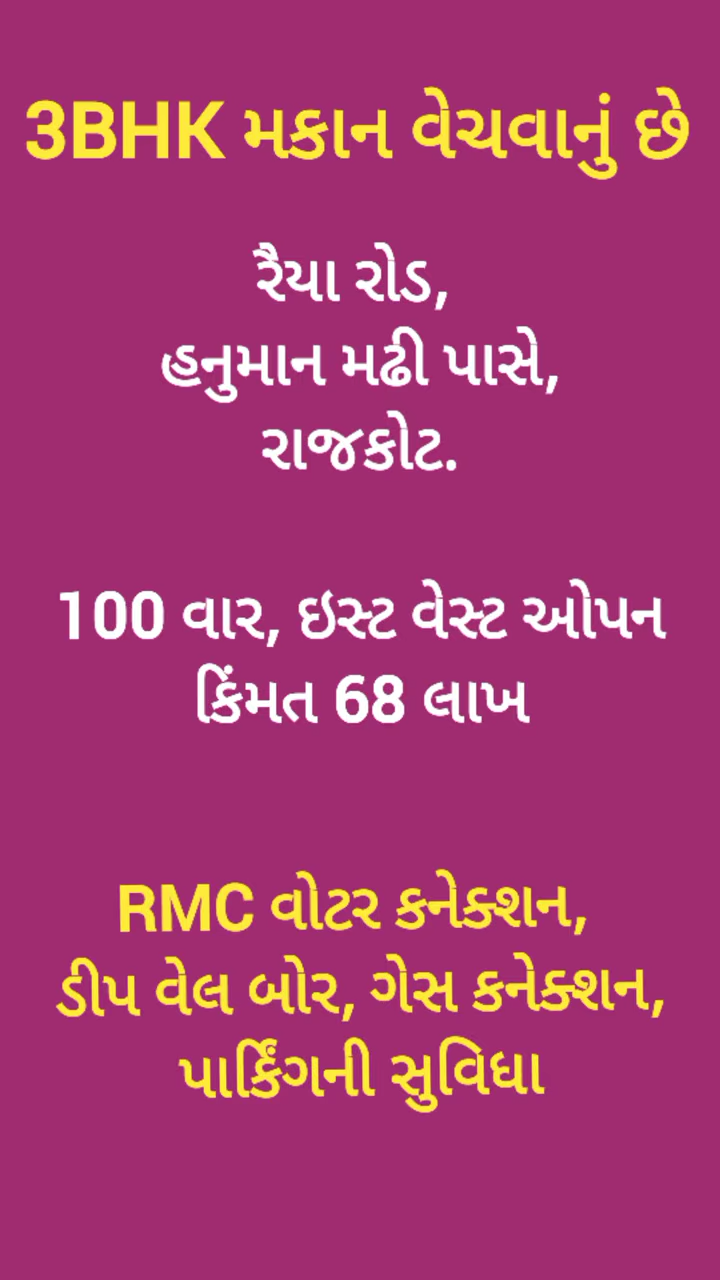 3BHK મકાન વેચવાનું છે
રૈયા રોડ,
હનુમાન મઢી પાસે,
રાજકોટ.
100 વાર, ઇસ્ટ વેસ્ટ ઓપન
કિંમત 68 લાખ
RMC વોટર કનેક્શન,
ડીપ વેલ બોર, ગેસ કનેક્શન,
પાર્કિંગની સુવિધા